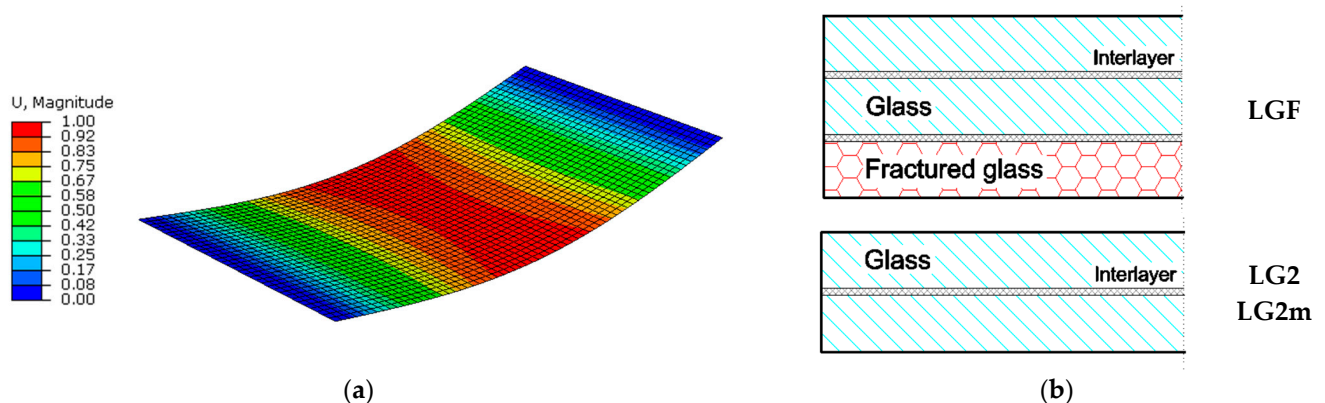 U, Magnitude
1.00
0.92
0.83
0.75
0.67
0.58
0.50
0.42
0.33
0.25
0.17
0.08
0.00
(a)
Interlayer
Glass
Fractured glass
LGF
Glass
Interlayer
LG2
LG2m
(b)